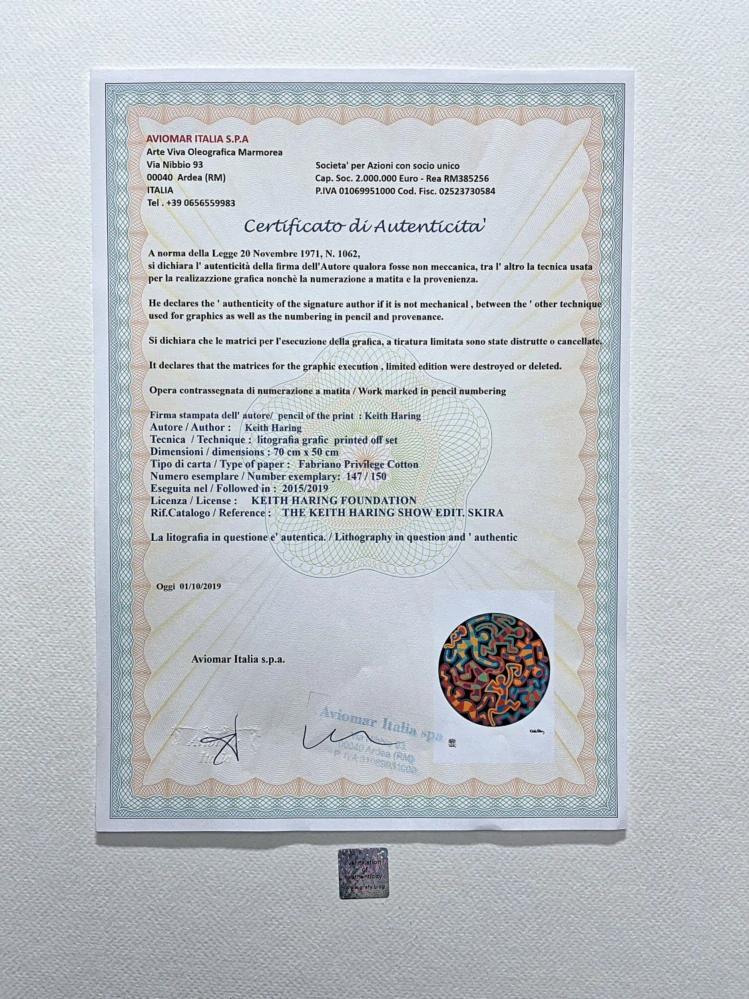 AVIOMAR ITALIA S.P.A
Arte Viva Oleografica Marmorea
Via Nibbio 93
00040 Ardea (RM)
ITALIA
Tel . +39 0656559983
Societa' per Azioni con socio unico
Cap. Soc. 2.000.000 Euro - Rea RM385256
P.IVA 01069951000 Cod. Fisc. 02523730584
Certificato di Autenticita'
A norma della Legge 20 Novembre 1971, N. 1062,
si dichiara l' autenticità della firma dell'Autore qualora fosse non meccanica, tra l' altro la tecnica usata
per la realizazzione grafica nonchè la numerazione a matita e la provenienza.
He declares the ' authenticity of the signature author if it is not mechanical , between the ' other technique
used for graphics as well as the numbering in pencil and provenance.
Si dichiara che le matrici per l'esecuzione della grafica, a tiratura limitata sono state distrutte o cancellate.
It declares that the matrices for the graphic execution , limited edition were destroyed or deleted.
Opera contrassegnata di numerazione a matita / Work marked in pencil numbering
Firma stampata dell' autore/ pencil of the print : Keith Haring
Autore / Author : Keith Haring
Tecnica / Technique : litografia grafic printed off set
Dimensioni / dimensions : 70 cm x 50 cm
Tipo di carta / Type of paper : Fabriano Privilege Cotton
Numero esemplare / Number exemplary: 147 / 150
Eseguita nel / Followed in : 2015/2019
Licenza / License : KEITH HARING FOUNDATION
Rif.Catalogo / Reference : THE KEITH HARING SHOW EDIT. SKIRA
La litografia in questione e' autentica. / Lithography in question and ' authentic
Oggi 01/10/2019
Aviomar Italia s.p.a.
Aviomar Italia spa
00040 Ardea (RM)